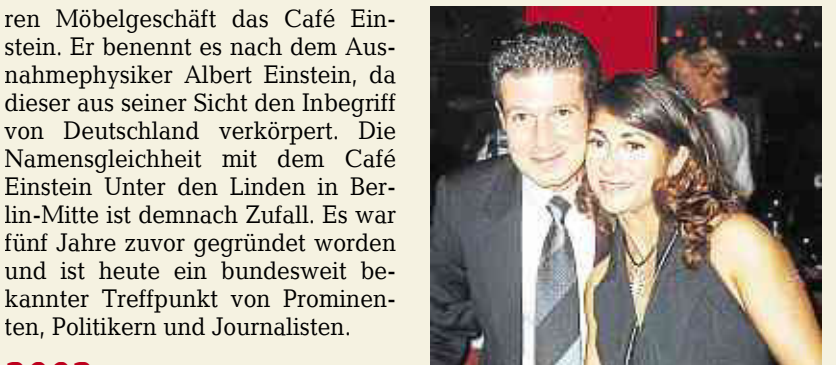 ren Möbelgeschäft das Café Ein-
stein. Er benennt es nach dem Aus-
nahmephysiker Albert Einstein, da
dieser aus seiner Sicht den Inbegriff
von Deutschland verkörpert. Die
Namensgleichheit mit dem Café
Einstein Unter den Linden in Ber-
lin-Mitte ist demnach Zufall. Es war
fünf Jahre zuvor gegründet worden
und ist heute ein bundesweit be-
kannter Treffpunkt von Prominen-
ten, Politikern und Journalisten.